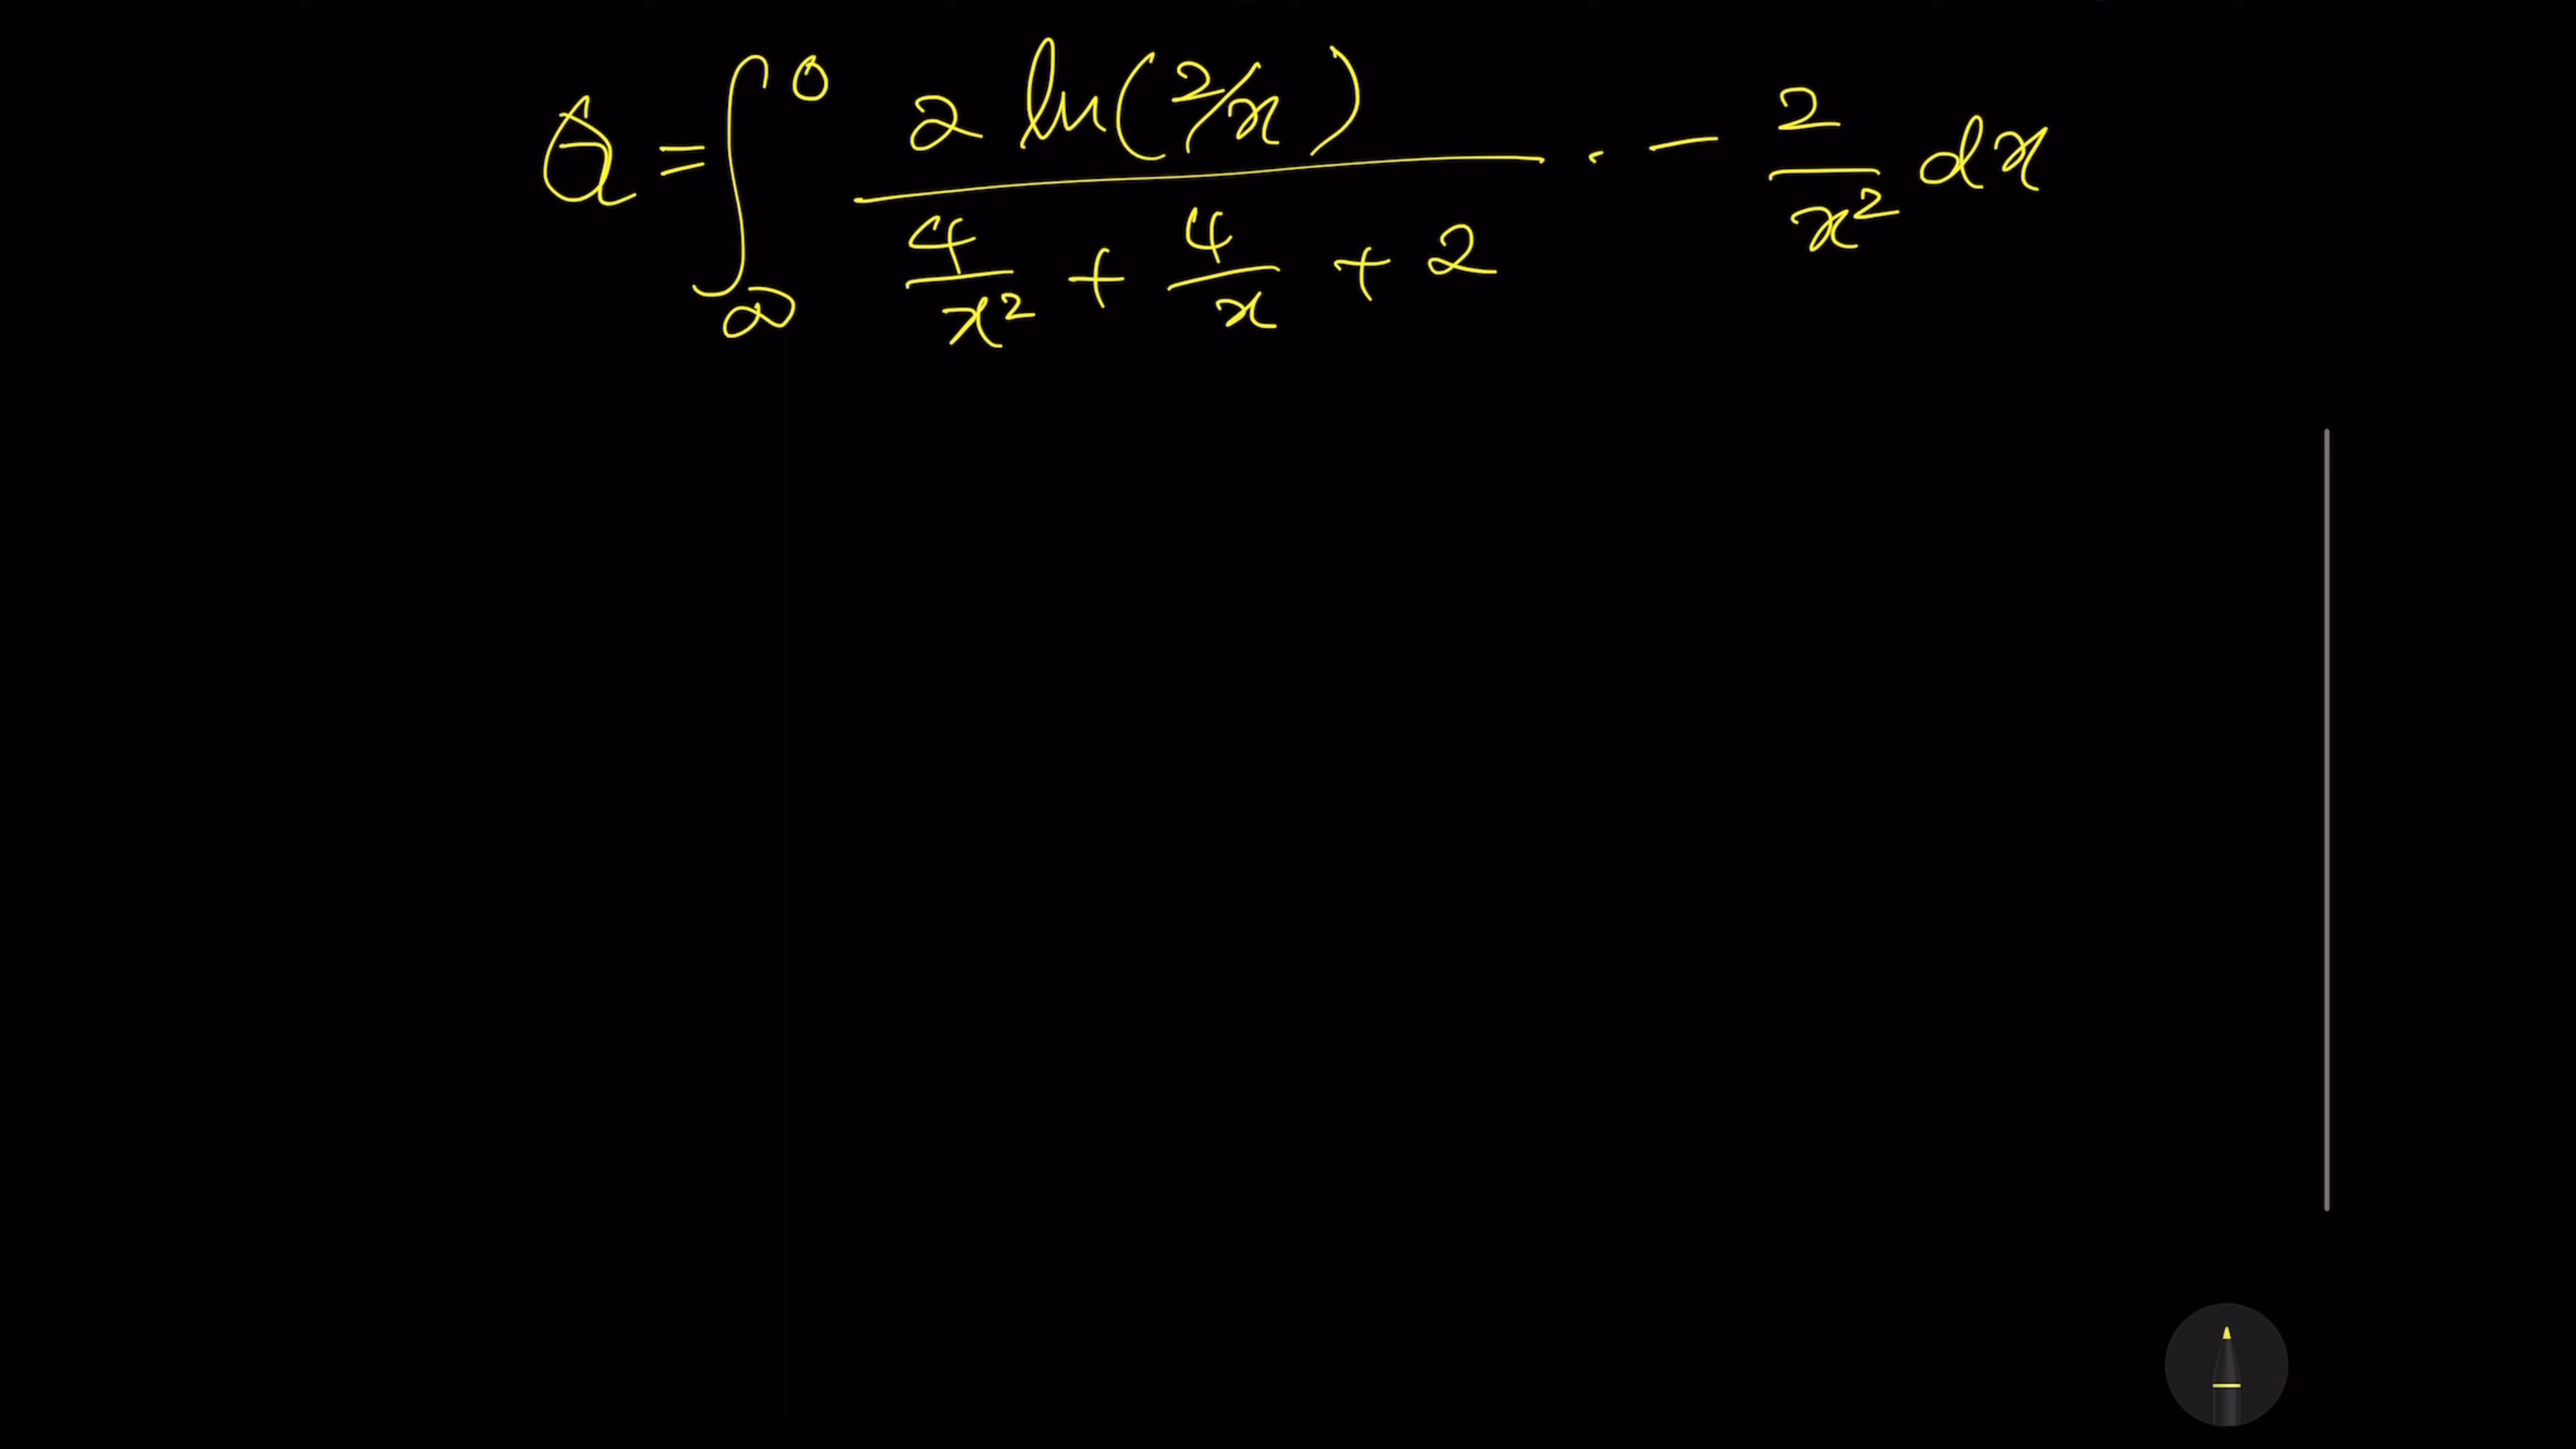 Q = ∫_∞^0 (2 ln(2/x)) / (4/x² + 4/x + 2) · − 2/x² dx